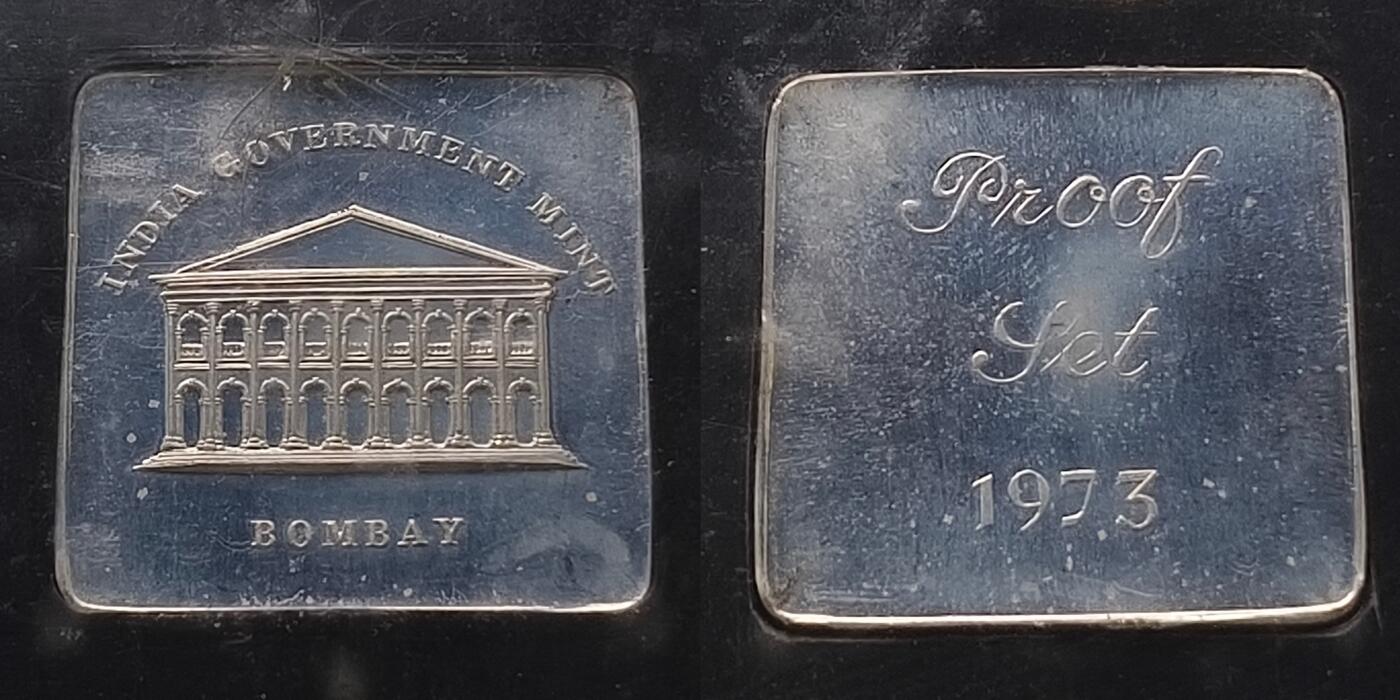 INDIA GOVERNMENT MINT
BOMBAY
Proof
Set
1973